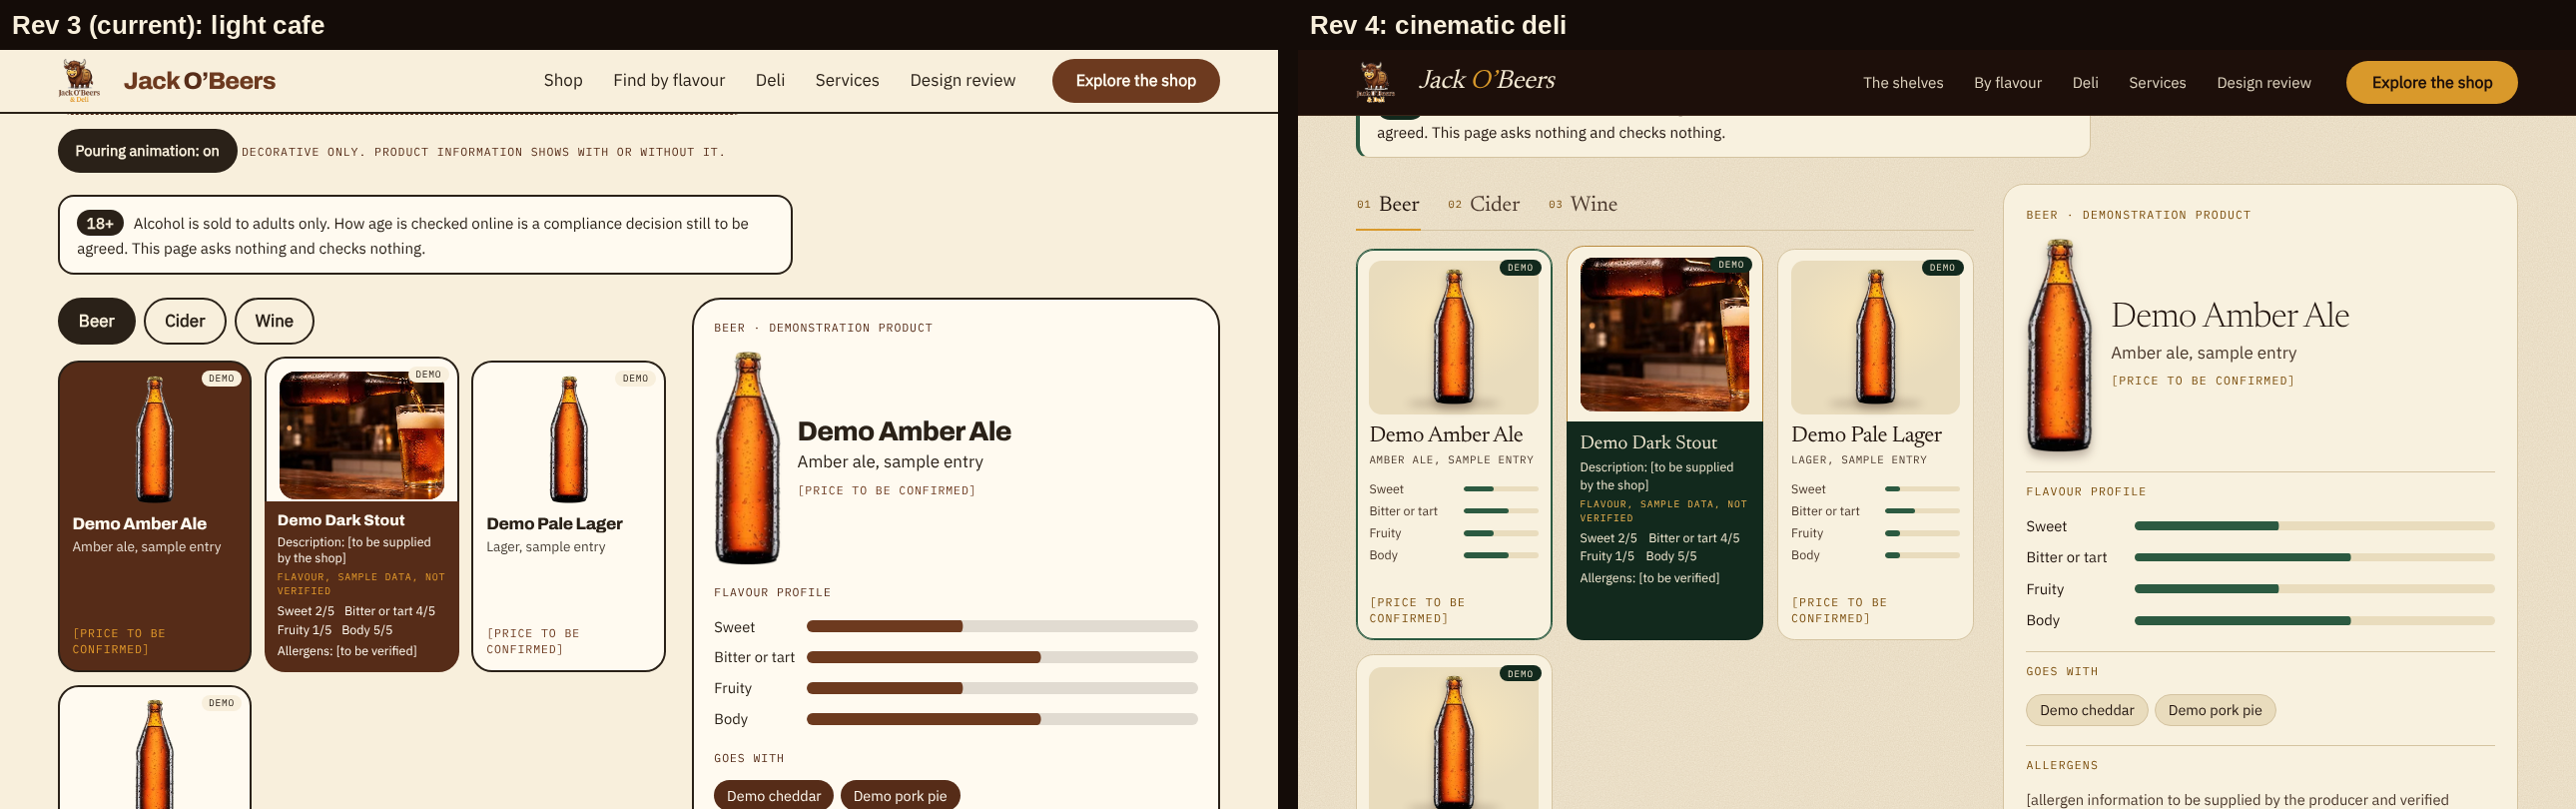 Rev 3 (current): light cafe
Jack O'Beers
& Deli
Jack O’Beers
Shop
Find by flavour
Deli
Services
Design review
Explore the shop
Pouring animation: on
DECORATIVE ONLY. PRODUCT INFORMATION SHOWS WITH OR WITHOUT IT.
18+ Alcohol is sold to adults only. How age is checked online is a compliance decision still to be
agreed. This page asks nothing and checks nothing.
Beer
Cider
Wine
DEMO
Demo Amber Ale
Amber ale, sample entry
[PRICE TO BE
CONFIRMED]
DEMO
Demo Dark Stout
Description: [to be supplied
by the shop]
FLAVOUR, SAMPLE DATA, NOT
VERIFIED
Sweet 2/5 Bitter or tart 4/5
Fruity 1/5 Body 5/5
Allergens: [to be verified]
DEMO
Demo Pale Lager
Lager, sample entry
[PRICE TO BE
CONFIRMED]
DEMO
BEER · DEMONSTRATION PRODUCT
Demo Amber Ale
Amber ale, sample entry
[PRICE TO BE CONFIRMED]
FLAVOUR PROFILE
Sweet
Bitter or tart
Fruity
Body
GOES WITH
Demo cheddar
Demo pork pie
Rev 4: cinematic deli
Jack O’Beers
The shelves
By flavour
Deli
Services
Design review
Explore the shop
agreed. This page asks nothing and checks nothing.
01 Beer
02 Cider
03 Wine
DEMO
Demo Amber Ale
AMBER ALE, SAMPLE ENTRY
Sweet
Bitter or tart
Fruity
Body
[PRICE TO BE
CONFIRMED]
DEMO
Demo Dark Stout
Description: [to be supplied
by the shop]
FLAVOUR, SAMPLE DATA, NOT
VERIFIED
Sweet 2/5 Bitter or tart 4/5
Fruity 1/5 Body 5/5
Allergens: [to be verified]
DEMO
Demo Pale Lager
LAGER, SAMPLE ENTRY
Sweet
Bitter or tart
Fruity
Body
[PRICE TO BE
CONFIRMED]
DEMO
BEER · DEMONSTRATION PRODUCT
Demo Amber Ale
Amber ale, sample entry
[PRICE TO BE CONFIRMED]
FLAVOUR PROFILE
Sweet
Bitter or tart
Fruity
Body
GOES WITH
Demo cheddar
Demo pork pie
ALLERGENS
[allergen information to be supplied by the producer and verified